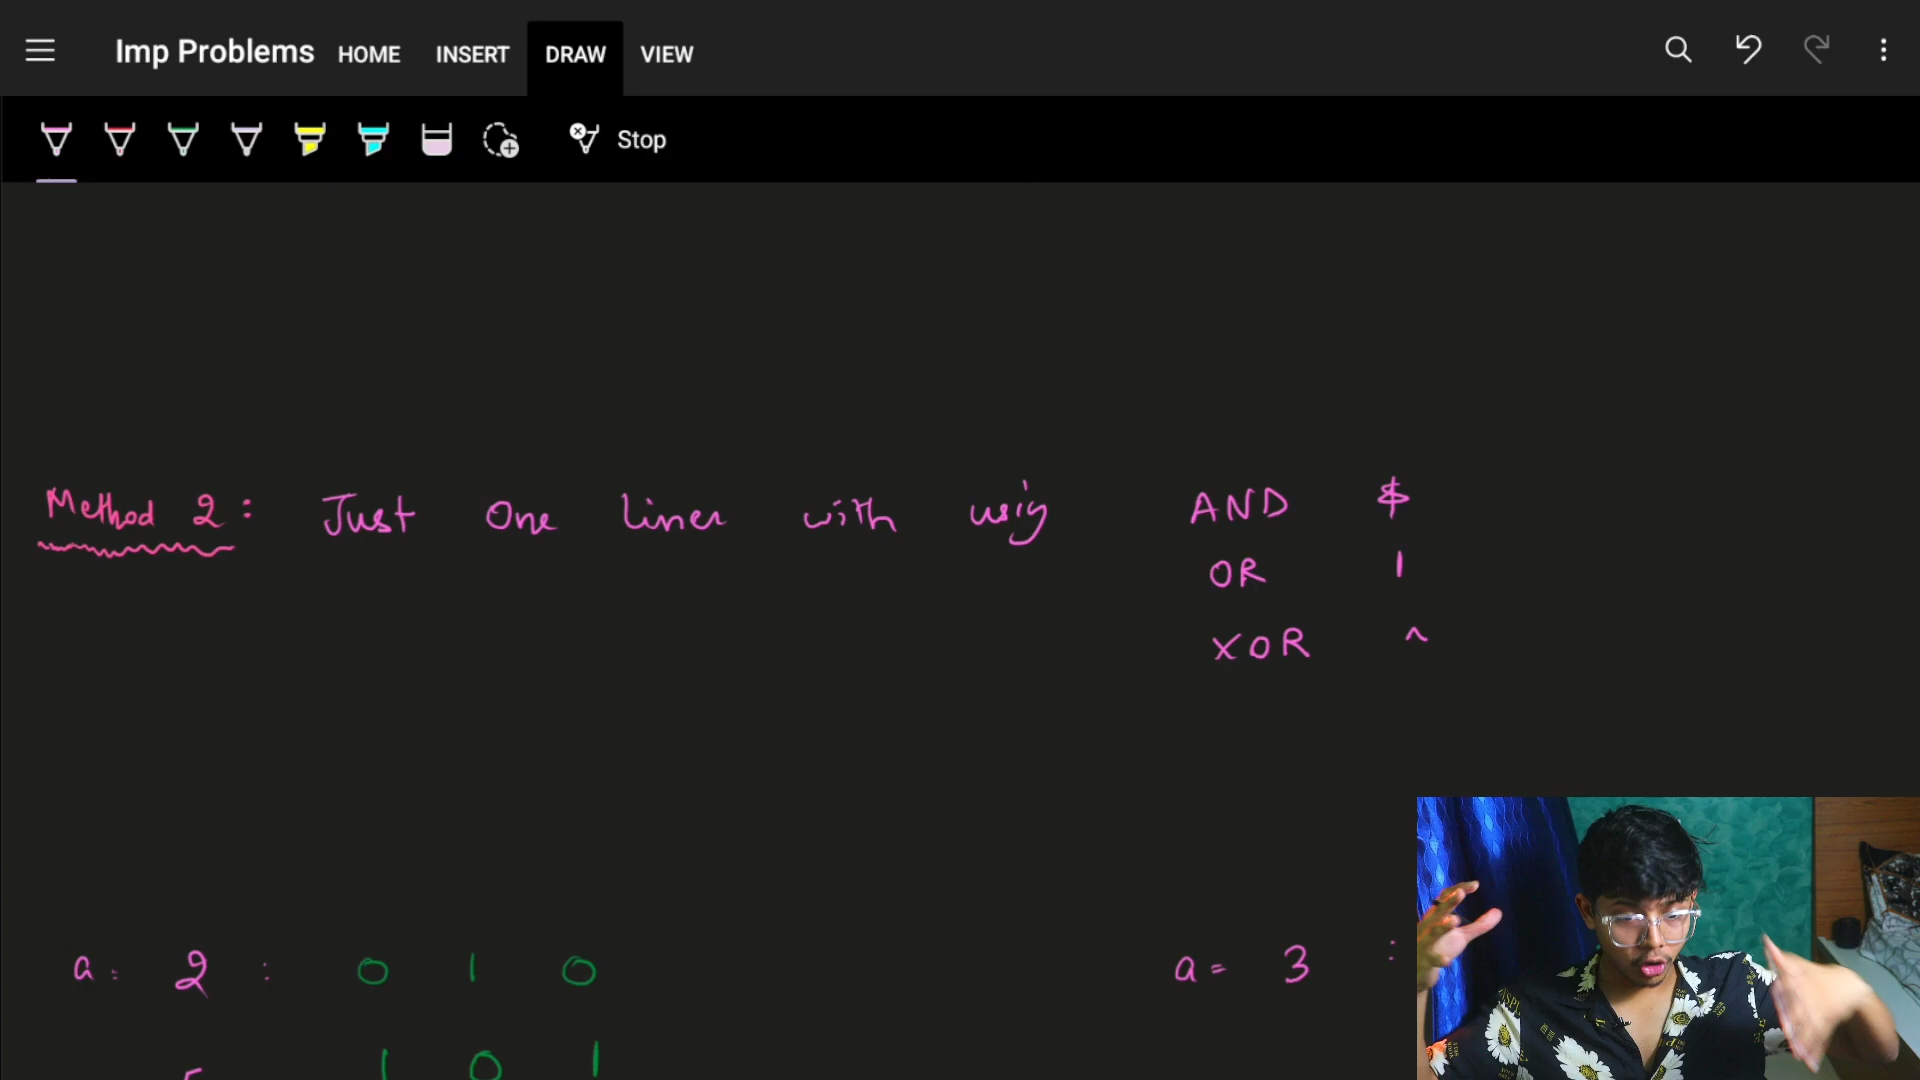 Imp Problems HOME INSERT DRAW VIEW
Stop
Method 2: Just One Liner with usig AND $
OR |
XOR ^
a = 2 : 0 1 0 a = 3 :
1 0 1